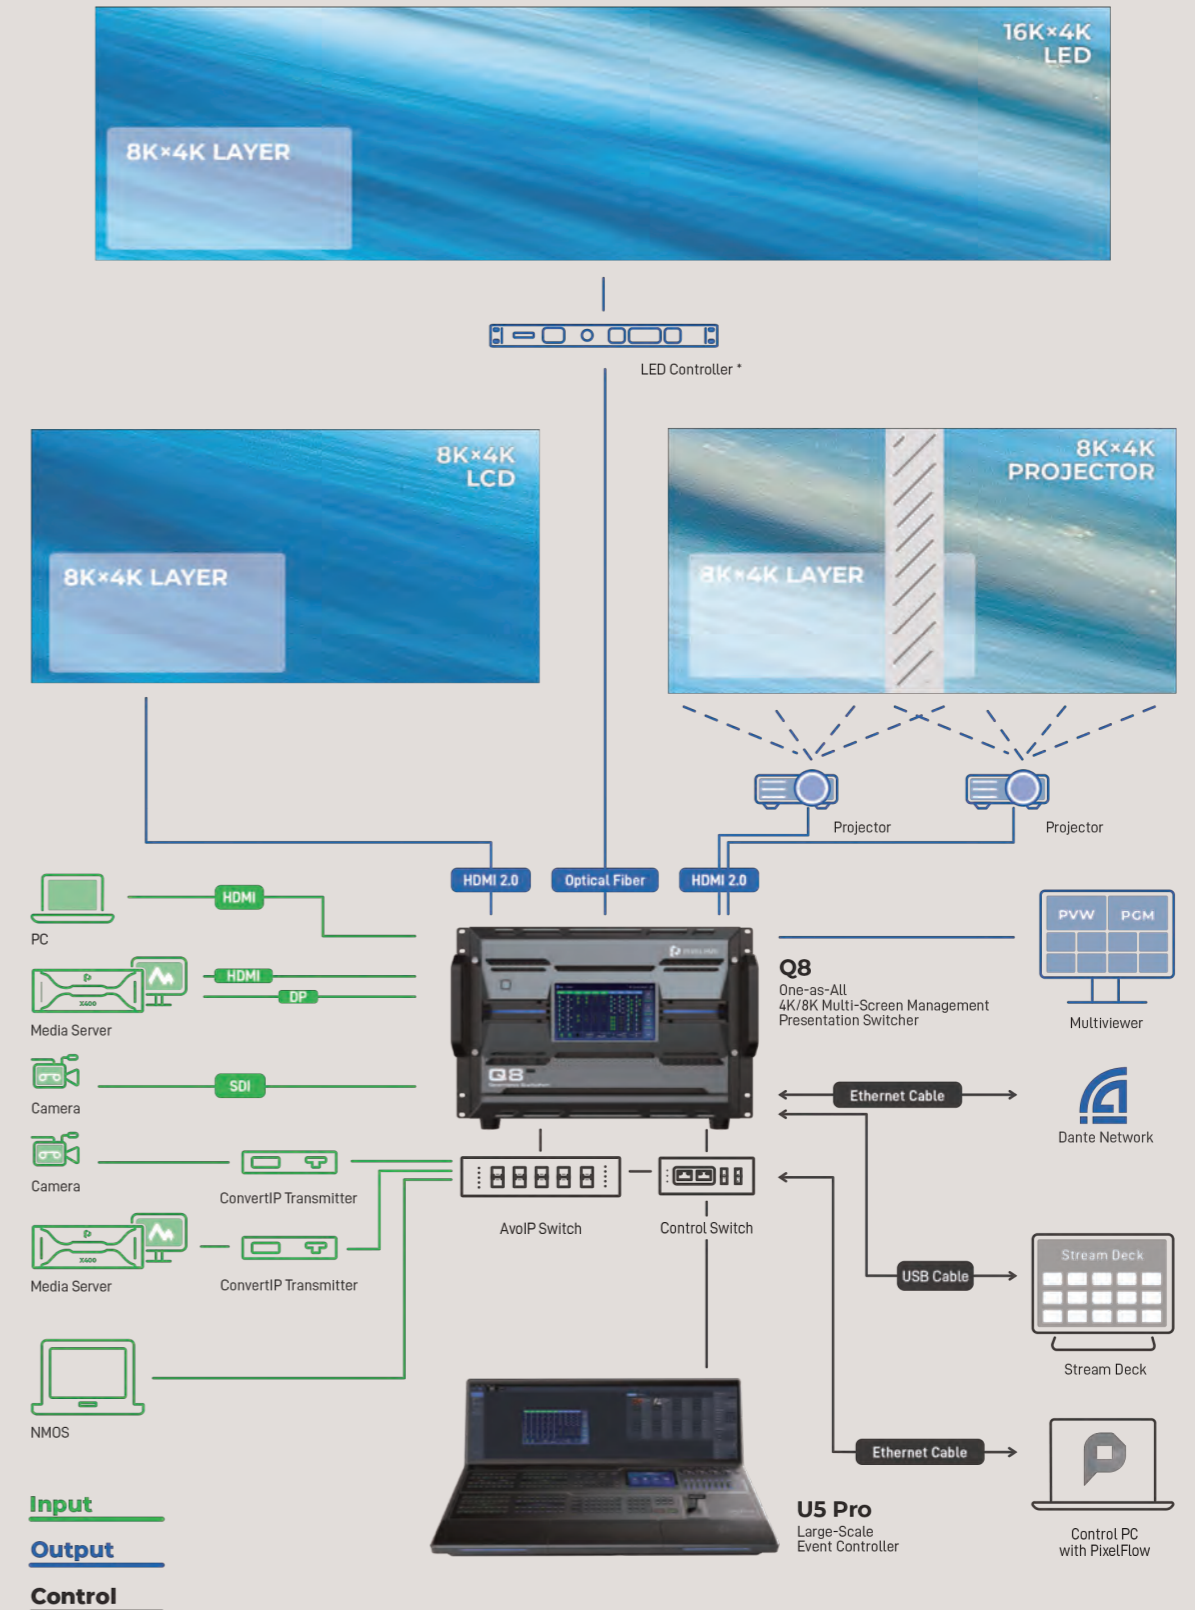 16K×4K
LED
8K×4K LAYER
LED Controller *
8K×4K
LCD
8K×4K LAYER
8K×4K
PROJECTOR
8K×4K LAYER
Projector
Projector
HDMI 2.0
Optical Fiber
HDMI 2.0
HDMI
PC
HDMI
DP
X400
Media Server
SDI
Camera
Camera
ConvertIP Transmitter
X400
Media Server
ConvertIP Transmitter
NMOS
Q8
Q8
One-as-All
4K/8K Multi-Screen Management
Presentation Switcher
PVW
PGM
Multiviewer
Ethernet Cable
Dante Network
AvoIP Switch
Control Switch
USB Cable
Stream Deck
Stream Deck
Ethernet Cable
U5 Pro
Large-Scale
Event Controller
Control PC
with PixelFlow
Input
Output
Control